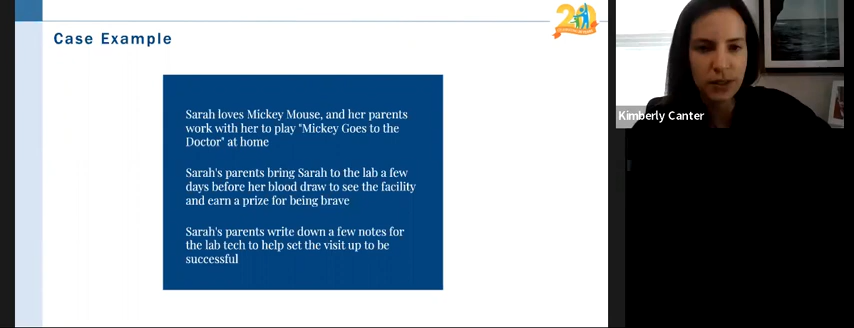 20
Case Example
Sarah loves Mickey Mouse, and her parents
work with her to play "Mickey Goes to the
Doctor" at home
Sarah's parents bring Sarah to the lab a few
days before her blood draw to see the facility
and earn a prize for being brave
Sarah's parents write down a few notes for
the lab tech to help set the visit up to be
successful
Kimberly Canter